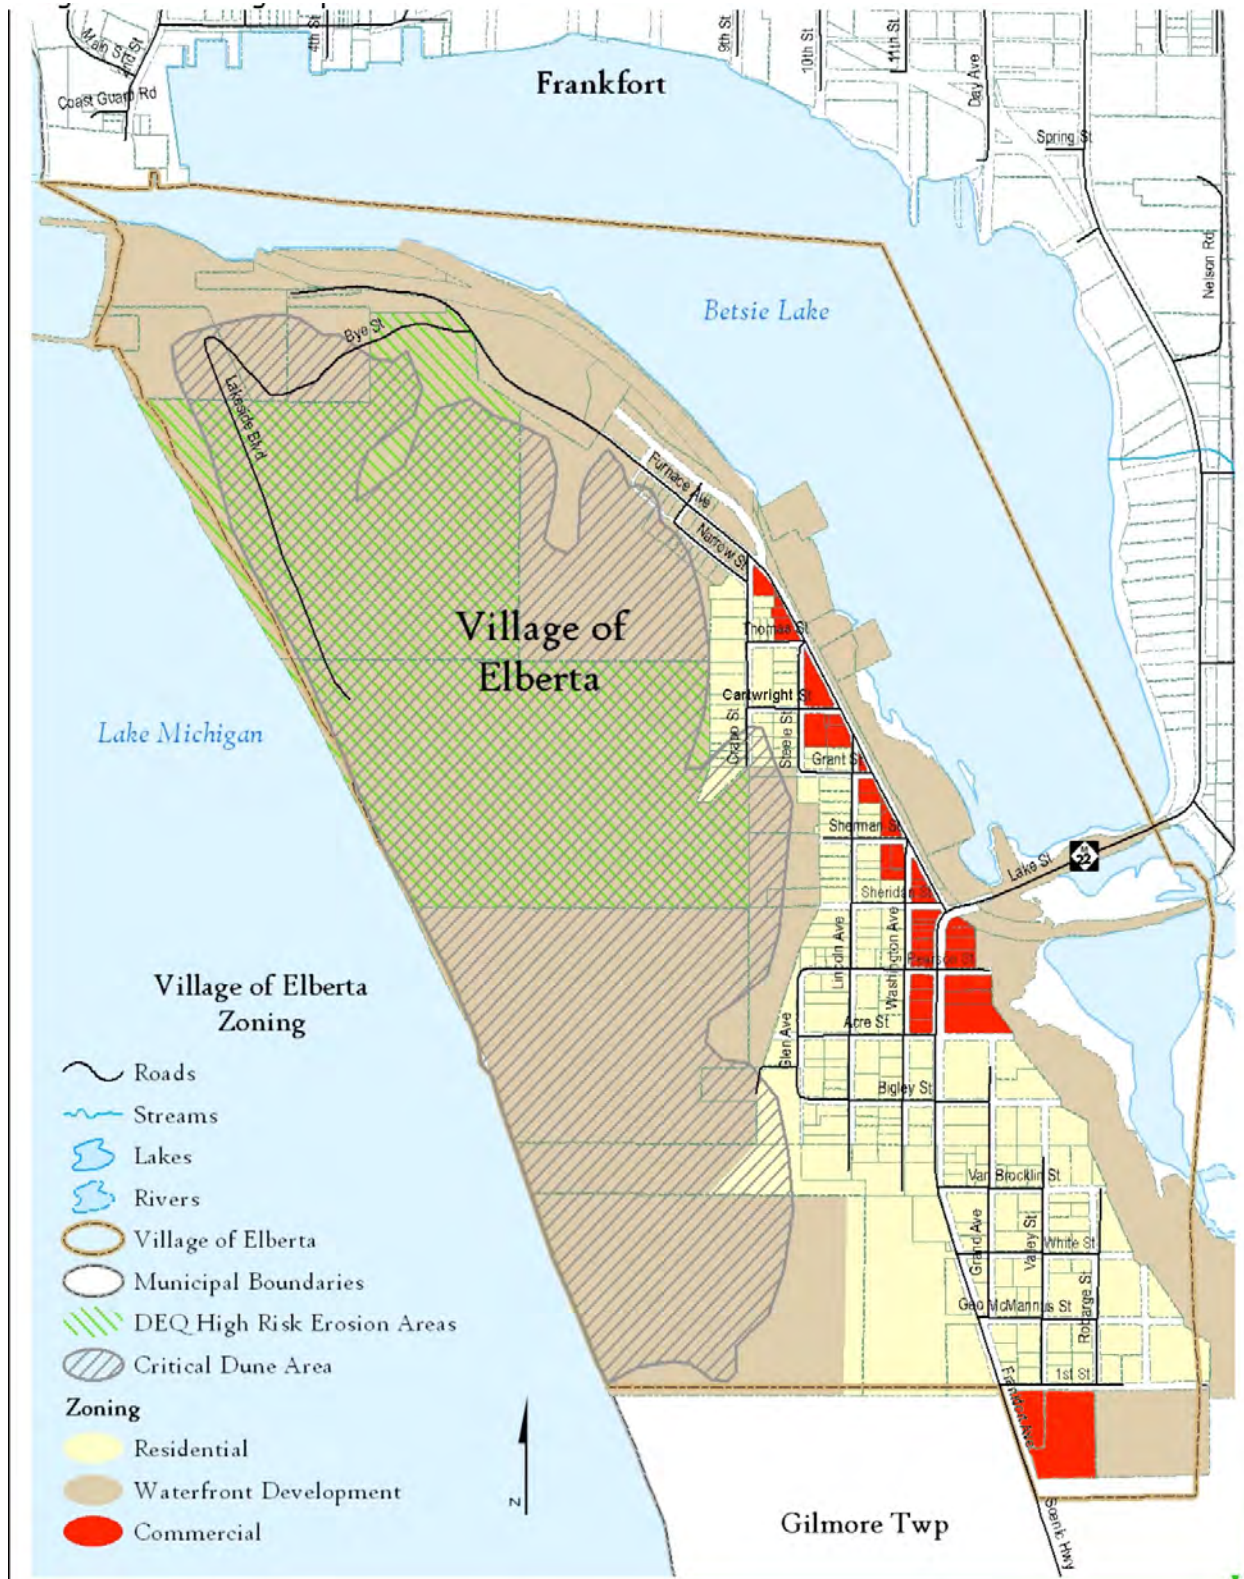 Main St
2nd St
4th St
9th St
10th St
11th St
Frankfort
Coast Guard Rd
Day Ave
Spring St
Nelson Rd
Betsie Lake
Bye St
Lakeside Blvd
Furnace Ave
Narrow St
Village of
Elberta
Thomas St
Cartwright St
Crapo St
Steele St
Grant St
Lake Michigan
Sherman St
M
22
Lake St
Sheridan St
Lincoln Ave
Washington Ave
Pearson St
Acre St
Glen Ave
Bigley St
Van Brocklin St
Grand Ave
Valley St
White St
Geo McMannus St
Robarge St
1st St
Frankfort Ave
Scenic Hwy
Gilmore Twp
Village of Elberta
Zoning
Roads
Streams
Lakes
Rivers
Village of Elberta
Municipal Boundaries
DEQ High Risk Erosion Areas
Critical Dune Area
Zoning
Residential
Waterfront Development
Commercial
N